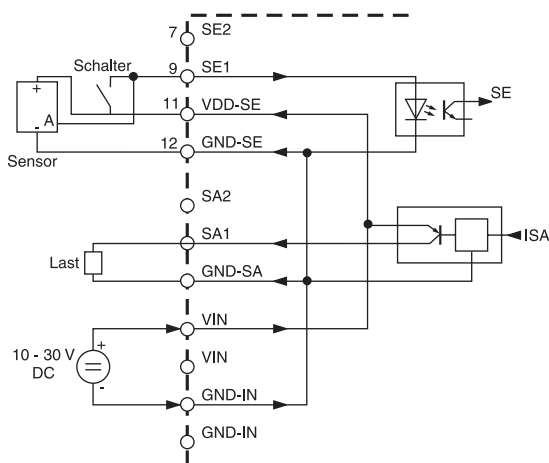 7 SE2
Schalter
9 SE1
+
11 VDD-SE
A
-
12 GND-SE
Sensor
SE
SA2
SA1
ISA
Last
GND-SA
VIN
+
10 - 30 V
DC
VIN
-
GND-IN
GND-IN